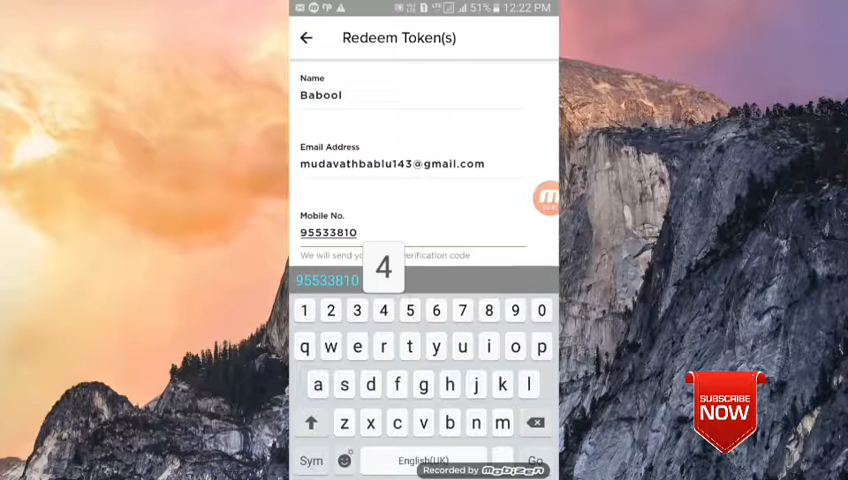 51% 12:22 PM
Redeem Token(s)
Name
Babool
Email Address
mudavathbablu143@gmail.com
Mobile No.
95533810
We will send yo verification code
95533810
4
1 2 3 4 5 6 7 8 9 0
q w e r t y u i o p
a s d f g h j k l
z x c v b n m
Sym English(UK) Go
Recorded by mobizen
SUBSCRIBE
NOW